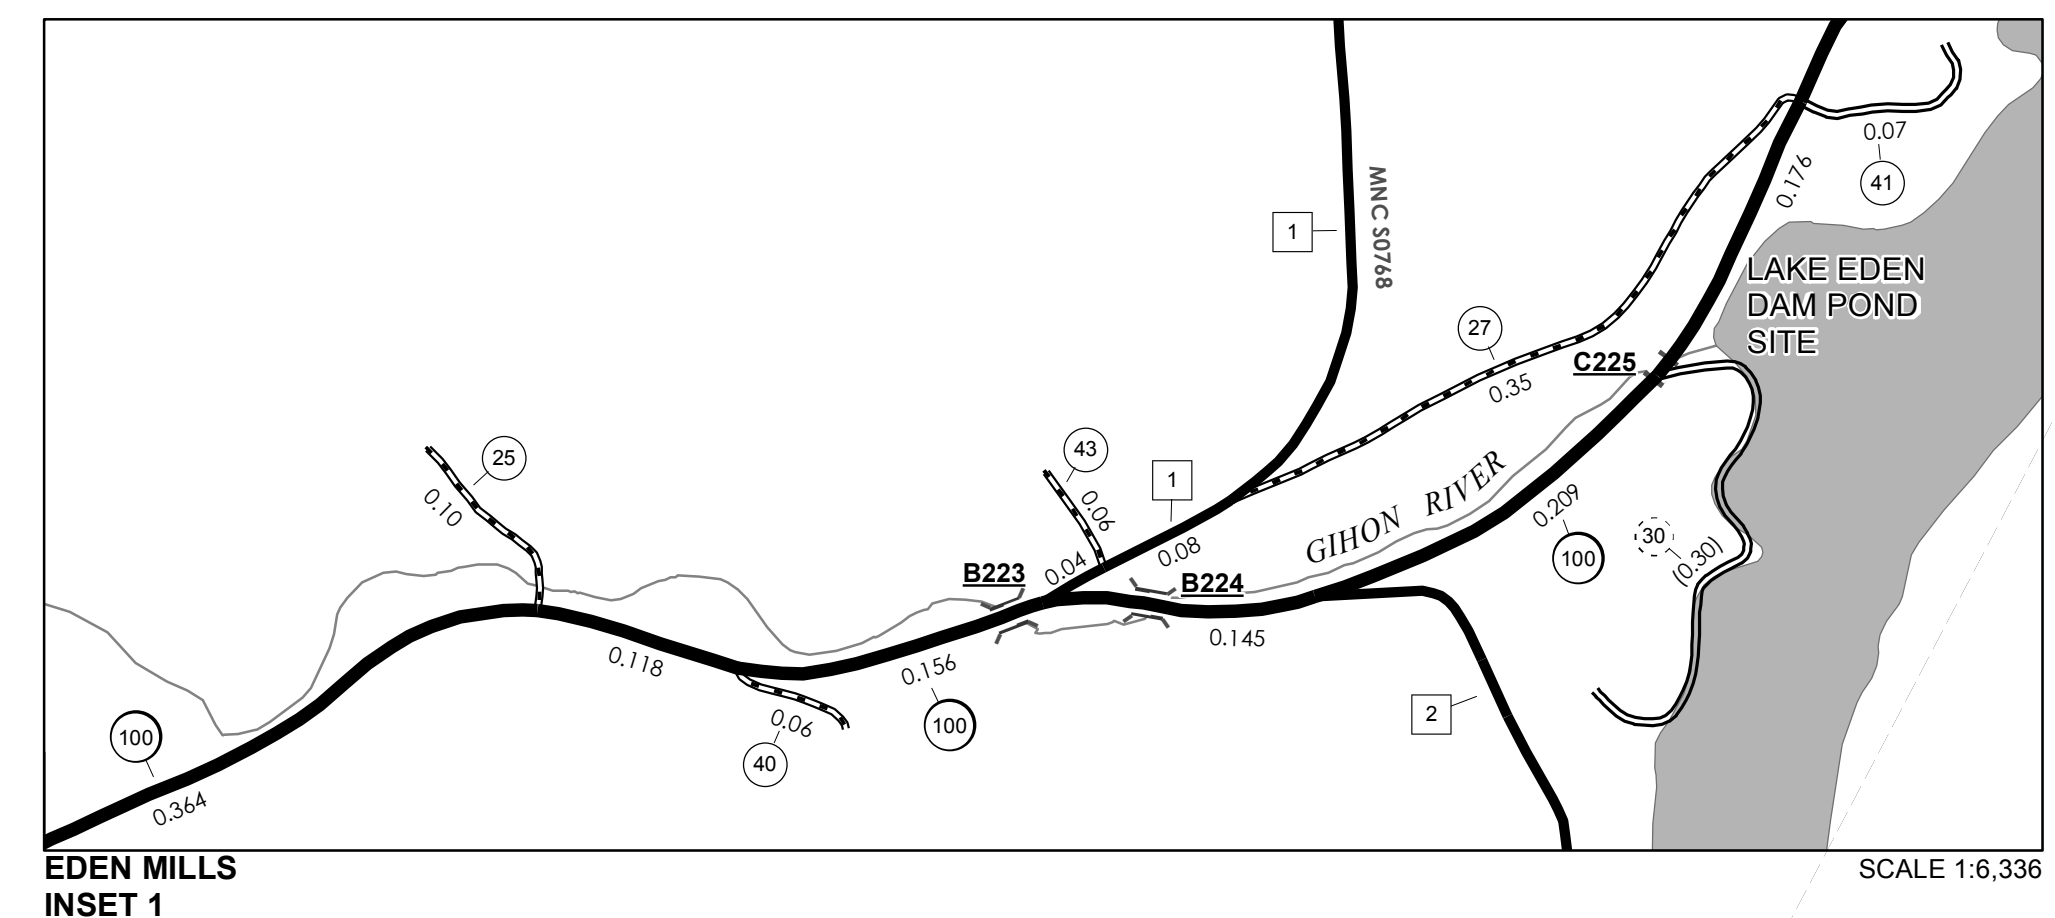 0.07
41
0.176
MNC S0768
1
LAKE EDEN
DAM POND
SITE
27
0.35
C225
25
0.10
43
0.06
1
0.04
0.08
GIHON RIVER
0.209
100
30
(0.30)
B223
B224
0.145
0.118
0.156
100
2
0.06
40
100
0.364
EDEN MILLS
INSET 1
SCALE 1:6,336